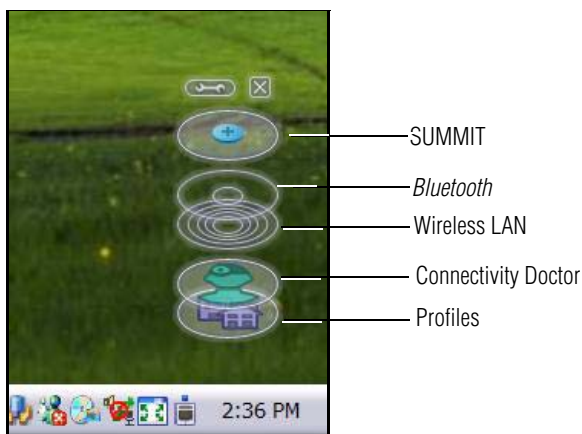 SUMMIT
Bluetooth
Wireless LAN
Connectivity Doctor
Profiles
2:36 PM